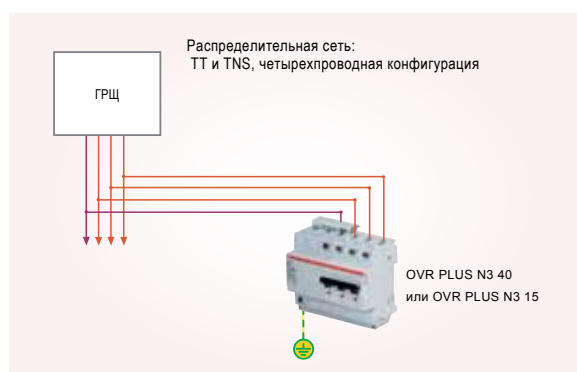 Распределительная сеть:
TT и TNS, четырехпроводная конфигурация
ГРЩ
OVR PLUS N3 40
или OVR PLUS N3 15